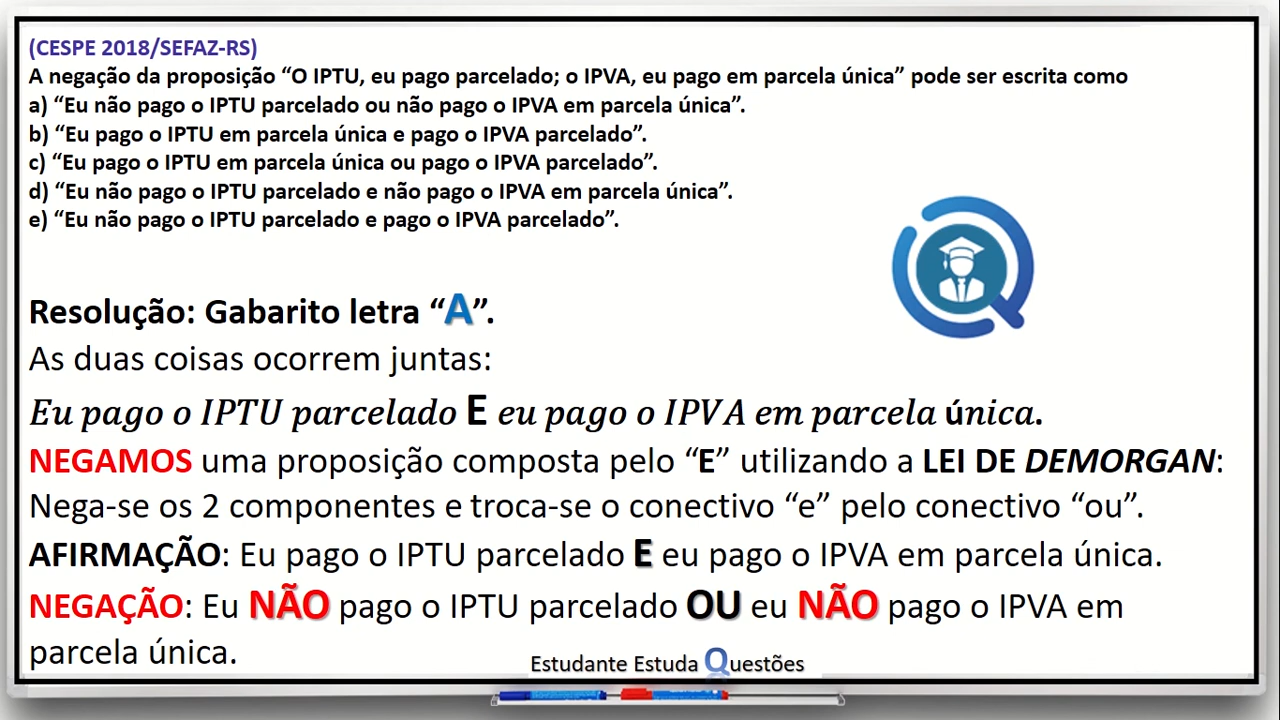 (CESPE 2018/SEFAZ-RS)
A negação da proposição “O IPTU, eu pago parcelado; o IPVA, eu pago em parcela única” pode ser escrita como
a) “Eu não pago o IPTU parcelado ou não pago o IPVA em parcela única”.
b) “Eu pago o IPTU em parcela única e pago o IPVA parcelado”.
c) “Eu pago o IPTU em parcela única ou pago o IPVA parcelado”.
d) “Eu não pago o IPTU parcelado e não pago o IPVA em parcela única”.
e) “Eu não pago o IPTU parcelado e pago o IPVA parcelado”.
Resolução: Gabarito letra “A”.
As duas coisas ocorrem juntas:
Eu pago o IPTU parcelado E eu pago o IPVA em parcela única.
NEGAMOS uma proposição composta pelo “E” utilizando a LEI DE DEMORGAN:
Nega-se os 2 componentes e troca-se o conectivo “e” pelo conectivo “ou”.
AFIRMAÇÃO: Eu pago o IPTU parcelado E eu pago o IPVA em parcela única.
NEGAÇÃO: Eu NÃO pago o IPTU parcelado OU eu NÃO pago o IPVA em
parcela única.
Estudante Estuda Questões